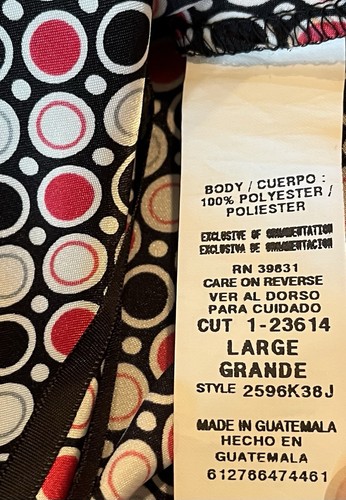 BODY / CUERPO :
100% POLYESTER /
POLIESTER
EXCLUSIVE OF ORNAMENTATION
EXCLUSIVA DE ORNAMENTACION
RN 39831
CARE ON REVERSE
VER AL DORSO
PARA CUIDADO
CUT 1-23614
LARGE
GRANDE
STYLE 2596K38J
MADE IN GUATEMALA
HECHO EN
GUATEMALA
612766474461